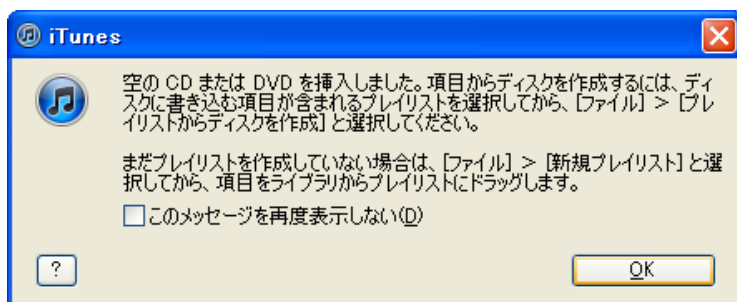 iTunes
空の CD または DVD を挿入しました。項目からディスクを作成するには、ディ
スクに書き込む項目が含まれるプレイリストを選択してから、[ファイル] > [プレ
イリストからディスクを作成] と選択してください。
まだプレイリストを作成していない場合は、[ファイル] > [新規プレイリスト] と選
択してから、項目をライブラリからプレイリストにドラッグします。
このメッセージを再度表示しない(D)
?
OK